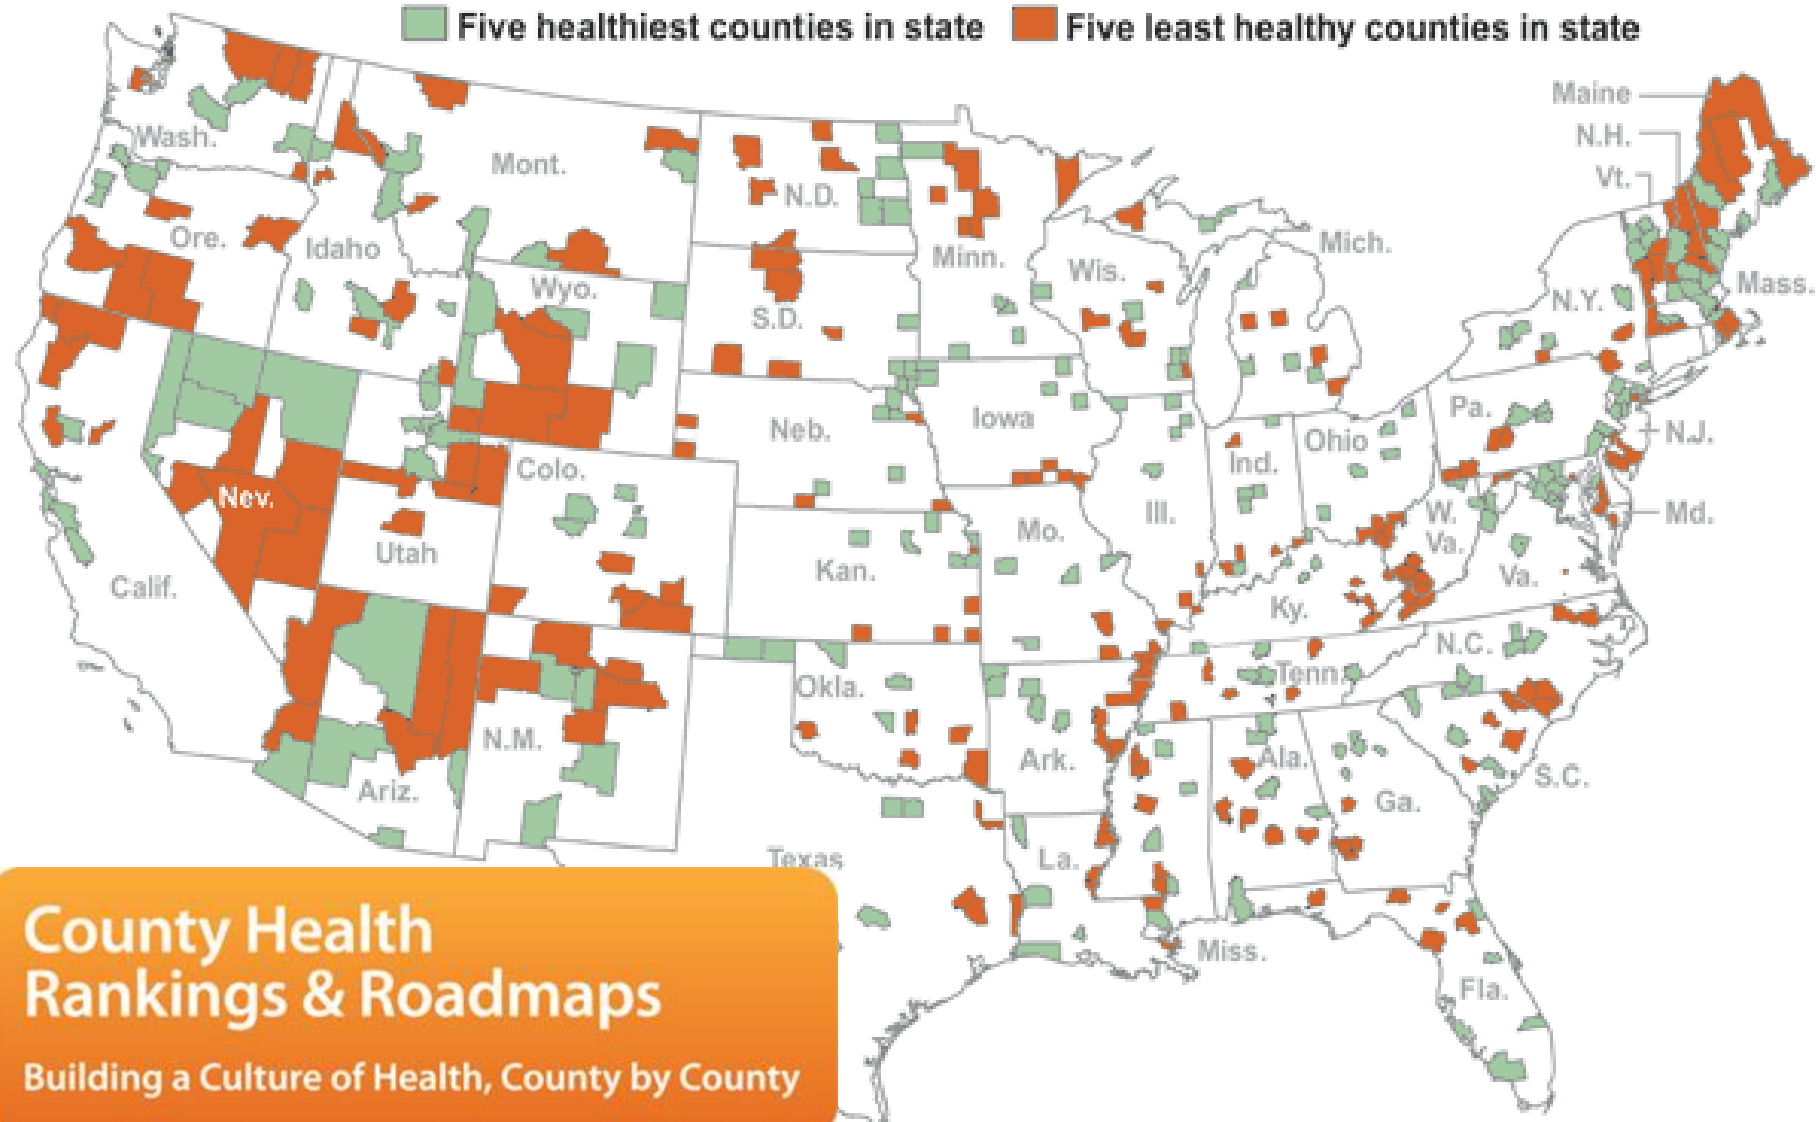 Five healthiest counties in state
Five least healthy counties in state
Maine
N.H.
Vt.
Wash.
Mont.
N.D.
Minn.
Mich.
Ore.
Idaho
Wis.
Mass.
Wyo.
S.D.
N.Y.
Neb.
Iowa
Pa.
N.J.
Ohio
Ind.
Colo.
Nev.
Utah
Ill.
Mo.
W.
Va.
Md.
Calif.
Kan.
Va.
Ky.
N.C.
Okla.
Tenn.
N.M.
Ark.
Ala.
S.C.
Ariz.
Ga.
Texas
La.
Miss.
Fla.
County Health
Rankings & Roadmaps
Building a Culture of Health, County by County